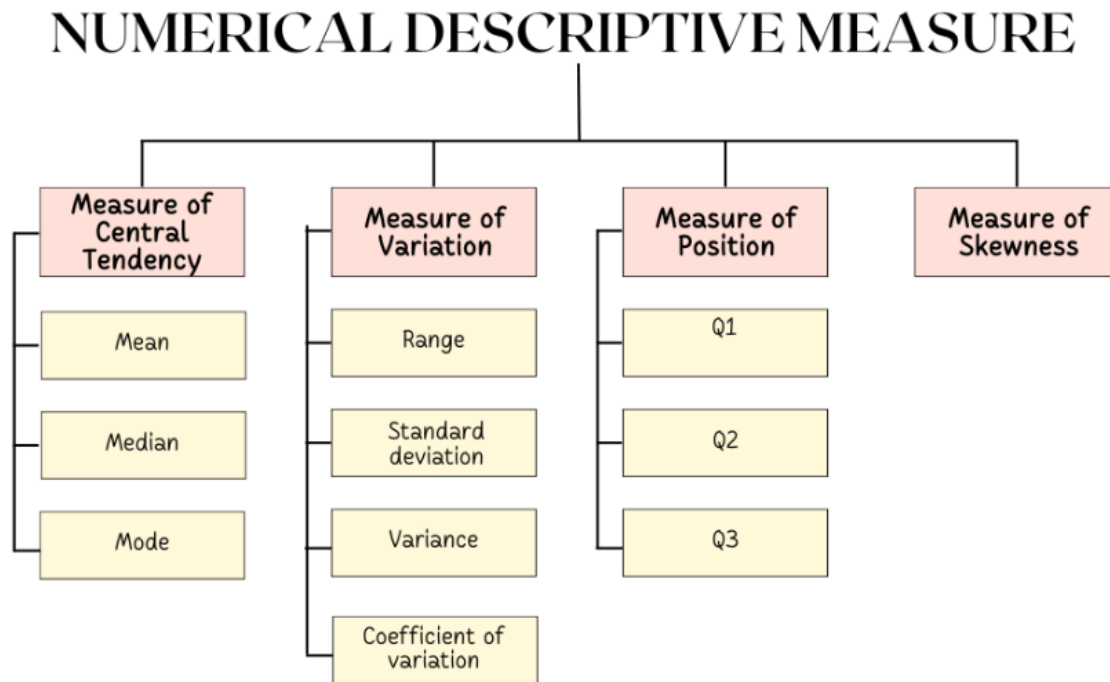 NUMERICAL DESCRIPTIVE MEASURE
Measure of
Central
Tendency
Mean
Median
Mode
Measure of
Variation
Range
Standard
deviation
Variance
Coefficient of
variation
Measure of
Position
Q1
Q2
Q3
Measure of
Skewness